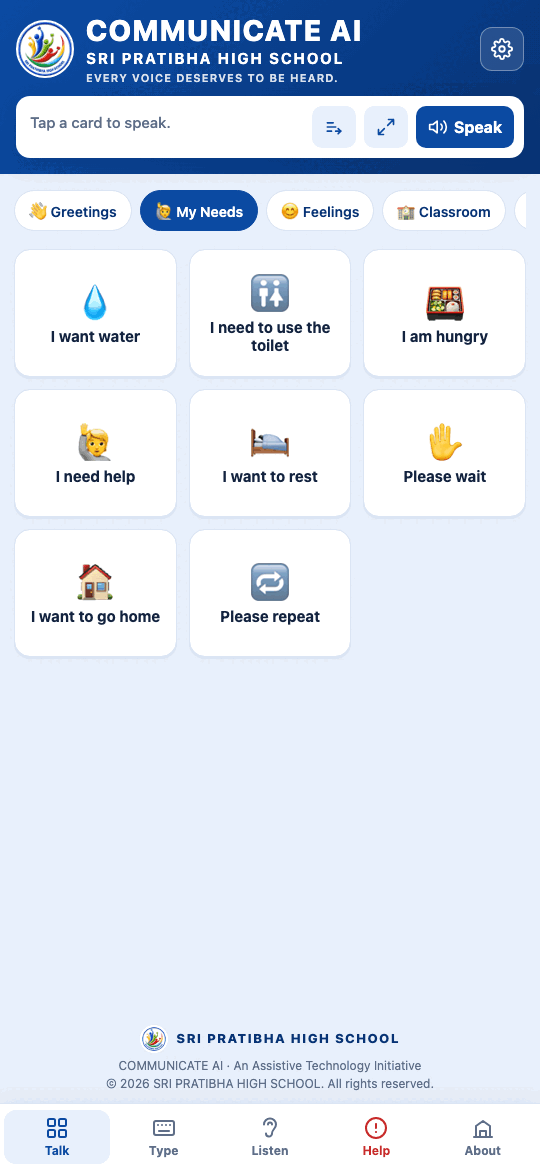 COMMUNICATE AI
SRI PRATIBHA HIGH SCHOOL
EVERY VOICE DESERVES TO BE HEARD.
Tap a card to speak.
Speak
Greetings
My Needs
Feelings
Classroom
I want water
I need to use the
toilet
I am hungry
I need help
I want to rest
Please wait
I want to go home
Please repeat
SRI PRATIBHA HIGH SCHOOL
COMMUNICATE AI · An Assistive Technology Initiative
© 2026 SRI PRATIBHA HIGH SCHOOL. All rights reserved.
Talk
Type
Listen
Help
About